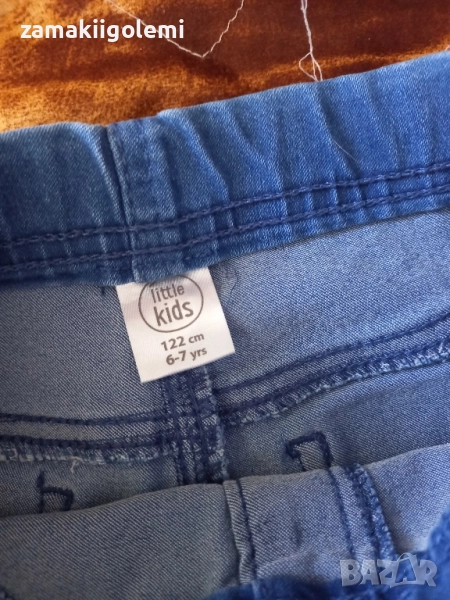 zamakiigolemi
little
kids
122 cm
6-7 yrs
BAZAR